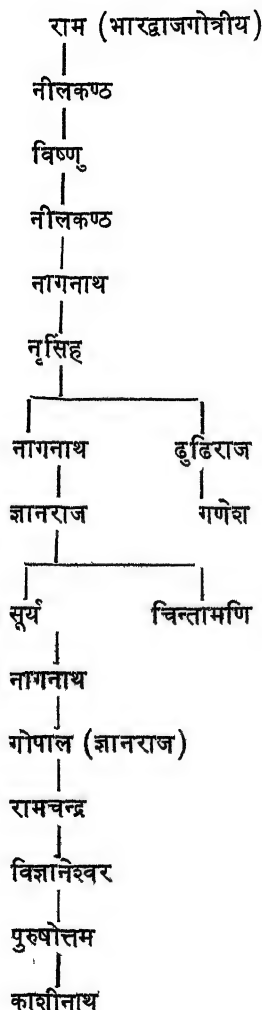 राम (भारद्वाजगोत्रीय)
नीलकण्ठ
विष्णु
नीलकण्ठ
नागनाथ
नृसिंह
नागनाथ ढुढिराज
ज्ञानराज गणेश
सूर्य चिन्तामणि
नागनाथ
गोपाल (ज्ञानराज)
रामचन्द्र
विज्ञानेश्वर
पुरुषोत्तम
काशीनाथ